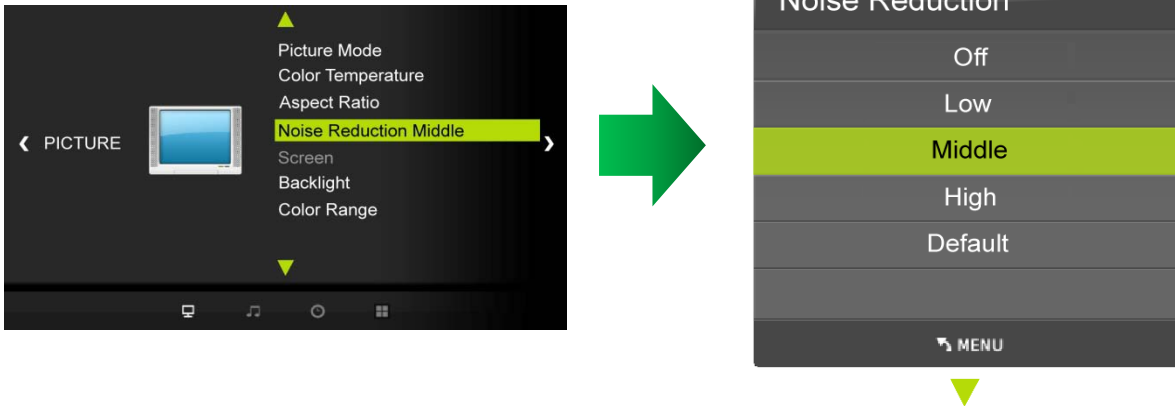 PICTURE
Picture Mode
Color Temperature
Aspect Ratio
Noise Reduction Middle
Screen
Backlight
Color Range
Noise Reduction
Off
Low
Middle
High
Default
MENU